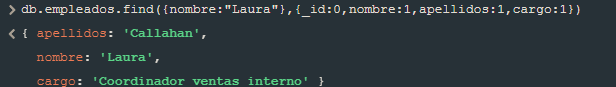 > db.empleados.find({nombre:"Laura"},{_id:0,nombre:1,apellidos:1,cargo:1})
< { apellidos: 'Callahan',
nombre: 'Laura',
cargo: 'Coordinador ventas interno' }